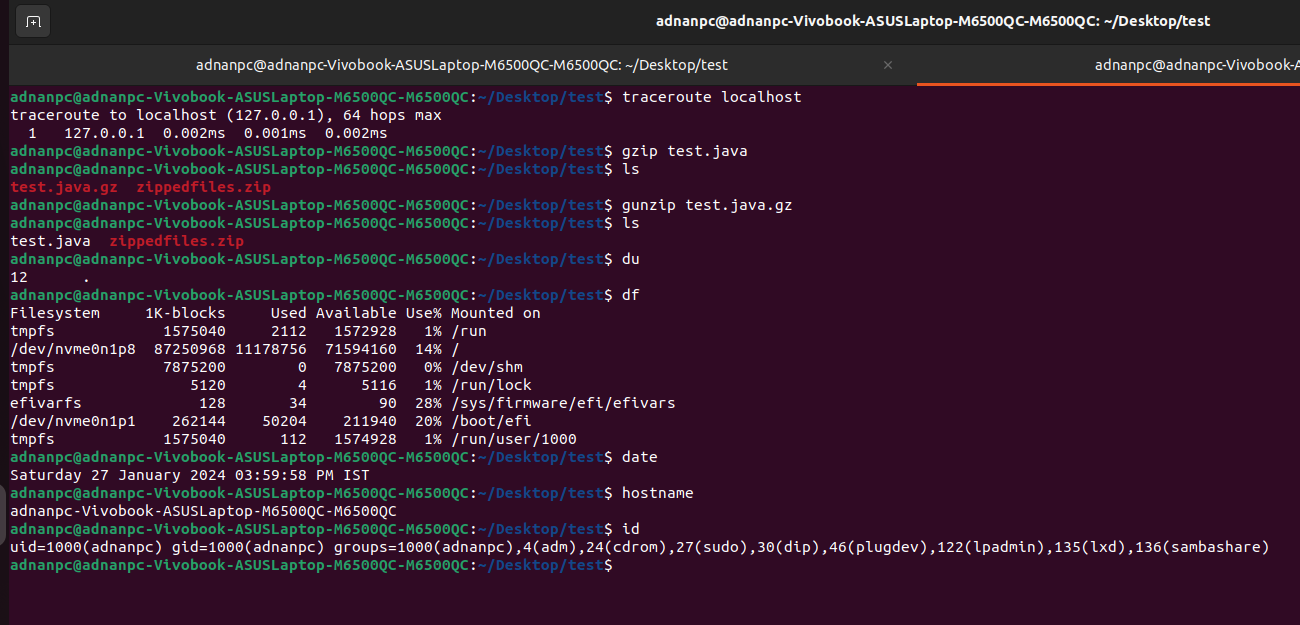 adnanpc@adnanpc-Vivobook-ASUSLaptop-M6500QC-M6500QC: ~/Desktop/test
adnanpc@adnanpc-Vivobook-ASUSLaptop-M6500QC-M6500QC: ~/Desktop/test × adnanpc@adnanpc-Vivobook-A
adnanpc@adnanpc-Vivobook-ASUSLaptop-M6500QC-M6500QC:~/Desktop/test$ traceroute localhost
traceroute to localhost (127.0.0.1), 64 hops max
  1   127.0.0.1  0.002ms  0.001ms  0.002ms
adnanpc@adnanpc-Vivobook-ASUSLaptop-M6500QC-M6500QC:~/Desktop/test$ gzip test.java
adnanpc@adnanpc-Vivobook-ASUSLaptop-M6500QC-M6500QC:~/Desktop/test$ ls
test.java.gz  zippedfiles.zip
adnanpc@adnanpc-Vivobook-ASUSLaptop-M6500QC-M6500QC:~/Desktop/test$ gunzip test.java.gz
adnanpc@adnanpc-Vivobook-ASUSLaptop-M6500QC-M6500QC:~/Desktop/test$ ls
test.java  zippedfiles.zip
adnanpc@adnanpc-Vivobook-ASUSLaptop-M6500QC-M6500QC:~/Desktop/test$ du
12      .
adnanpc@adnanpc-Vivobook-ASUSLaptop-M6500QC-M6500QC:~/Desktop/test$ df
Filesystem     1K-blocks     Used Available Use% Mounted on
tmpfs            1575040     2112   1572928   1% /run
/dev/nvme0n1p8  87250968 11178756  71594160  14% /
tmpfs            7875200        0   7875200   0% /dev/shm
tmpfs               5120        4      5116   1% /run/lock
efivarfs             128       34        90  28% /sys/firmware/efi/efivars
/dev/nvme0n1p1    262144    50204    211940  20% /boot/efi
tmpfs            1575040      112   1574928   1% /run/user/1000
adnanpc@adnanpc-Vivobook-ASUSLaptop-M6500QC-M6500QC:~/Desktop/test$ date
Saturday 27 January 2024 03:59:58 PM IST
adnanpc@adnanpc-Vivobook-ASUSLaptop-M6500QC-M6500QC:~/Desktop/test$ hostname
adnanpc-Vivobook-ASUSLaptop-M6500QC-M6500QC
adnanpc@adnanpc-Vivobook-ASUSLaptop-M6500QC-M6500QC:~/Desktop/test$ id
uid=1000(adnanpc) gid=1000(adnanpc) groups=1000(adnanpc),4(adm),24(cdrom),27(sudo),30(dip),46(plugdev),122(lpadmin),135(lxd),136(sambashare)
adnanpc@adnanpc-Vivobook-ASUSLaptop-M6500QC-M6500QC:~/Desktop/test$